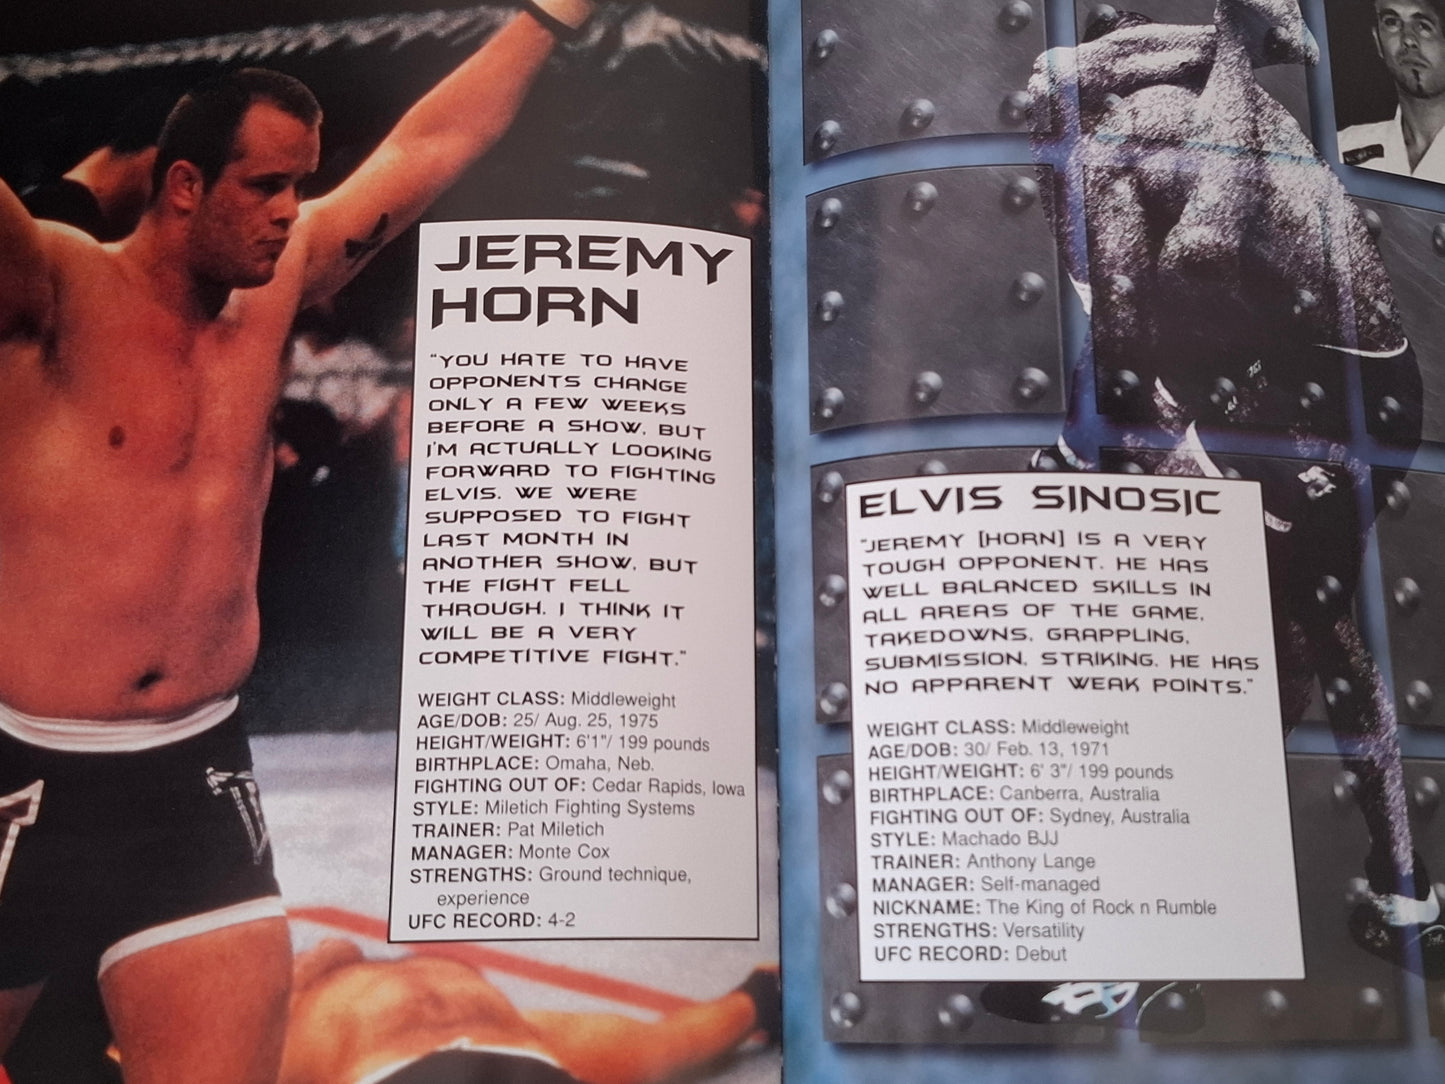 JEREMY
HORN
"YOU HATE TO HAVE
OPPONENTS CHANGE
ONLY A FEW WEEKS
BEFORE A SHOW, BUT
I'M ACTUALLY LOOKING
FORWARD TO FIGHTING
ELVIS. WE WERE
SUPPOSED TO FIGHT
LAST MONTH IN
ANOTHER SHOW, BUT
THE FIGHT FELL
THROUGH. I THINK IT
WILL BE A VERY
COMPETITIVE FIGHT."
WEIGHT CLASS: Middleweight
AGE/DOB: 25/ Aug. 25, 1975
HEIGHT/WEIGHT: 6'1"/ 199 pounds
BIRTHPLACE: Omaha, Neb.
FIGHTING OUT OF: Cedar Rapids, Iowa
STYLE: Miletich Fighting Systems
TRAINER: Pat Miletich
MANAGER: Monte Cox
STRENGTHS: Ground technique,
experience
UFC RECORD: 4-2
ELVIS SINOSIC
"JEREMY [HORN] IS A VERY
TOUGH OPPONENT. HE HAS
WELL BALANCED SKILLS IN
ALL AREAS OF THE GAME,
TAKEDOWNS, GRAPPLING,
SUBMISSION, STRIKING. HE HAS
NO APPARENT WEAK POINTS."
WEIGHT CLASS: Middleweight
AGE/DOB: 30/ Feb. 13, 1971
HEIGHT/WEIGHT: 6' 3"/ 199 pounds
BIRTHPLACE: Canberra, Australia
FIGHTING OUT OF: Sydney, Australia
STYLE: Machado BJJ
TRAINER: Anthony Lange
MANAGER: Self-managed
NICKNAME: The King of Rock n Rumble
STRENGTHS: Versatility
UFC RECORD: Debut